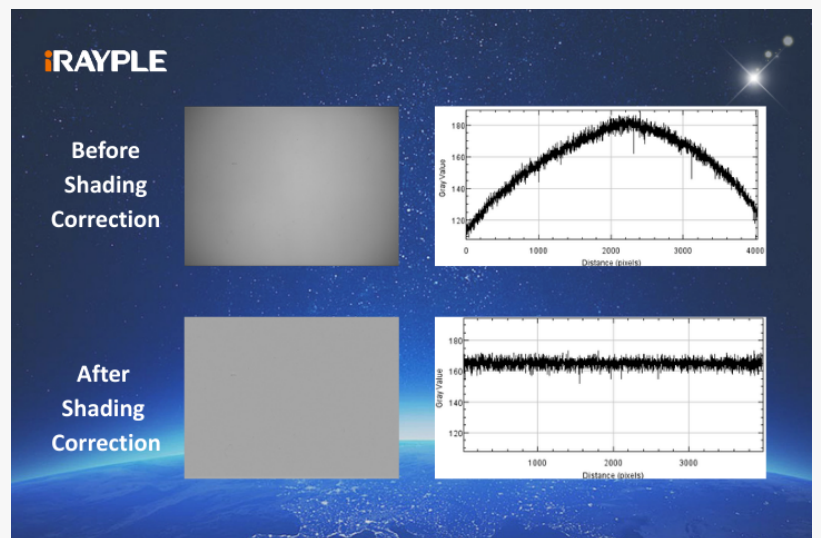 iRAYPLE
Before
Shading
Correction
Gray Value
180
160
140
120
0
1000
2000
3000
4000
Distance (pixels)
After
Shading
Correction
Gray Value
180
160
140
120
1000
2000
3000
Distance (pixels)